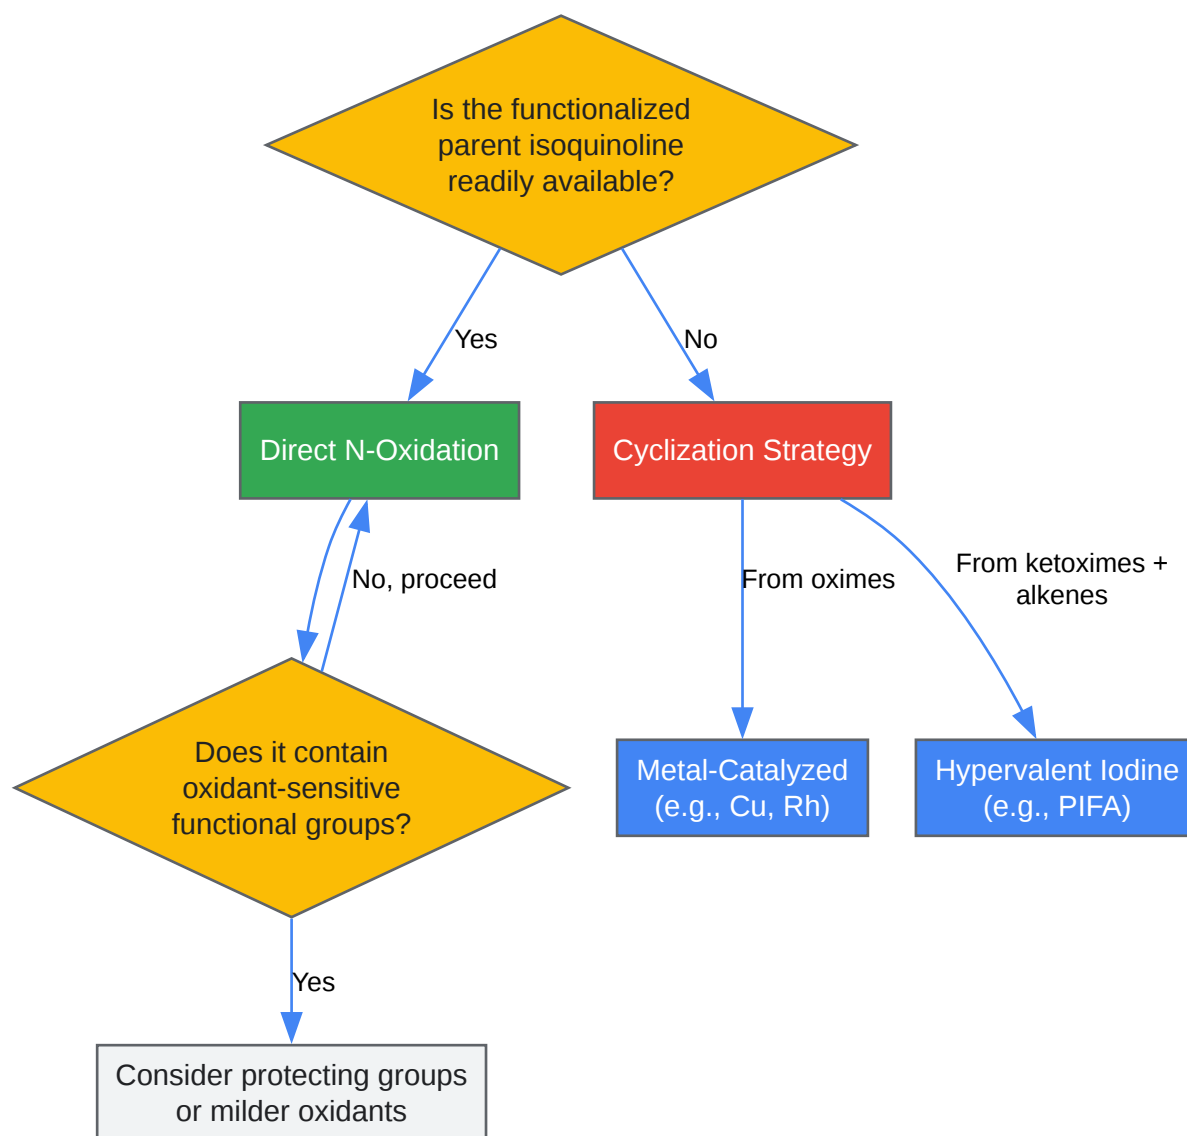 Is the functionalized
parent isoquinoline
readily available?
Yes
No
Direct N-Oxidation
Cyclization Strategy
No, proceed
From oximes
From ketoximes +
alkenes
Does it contain
oxidant-sensitive
functional groups?
Metal-Catalyzed
(e.g., Cu, Rh)
Hypervalent Iodine
(e.g., PIFA)
Yes
Consider protecting groups
or milder oxidants